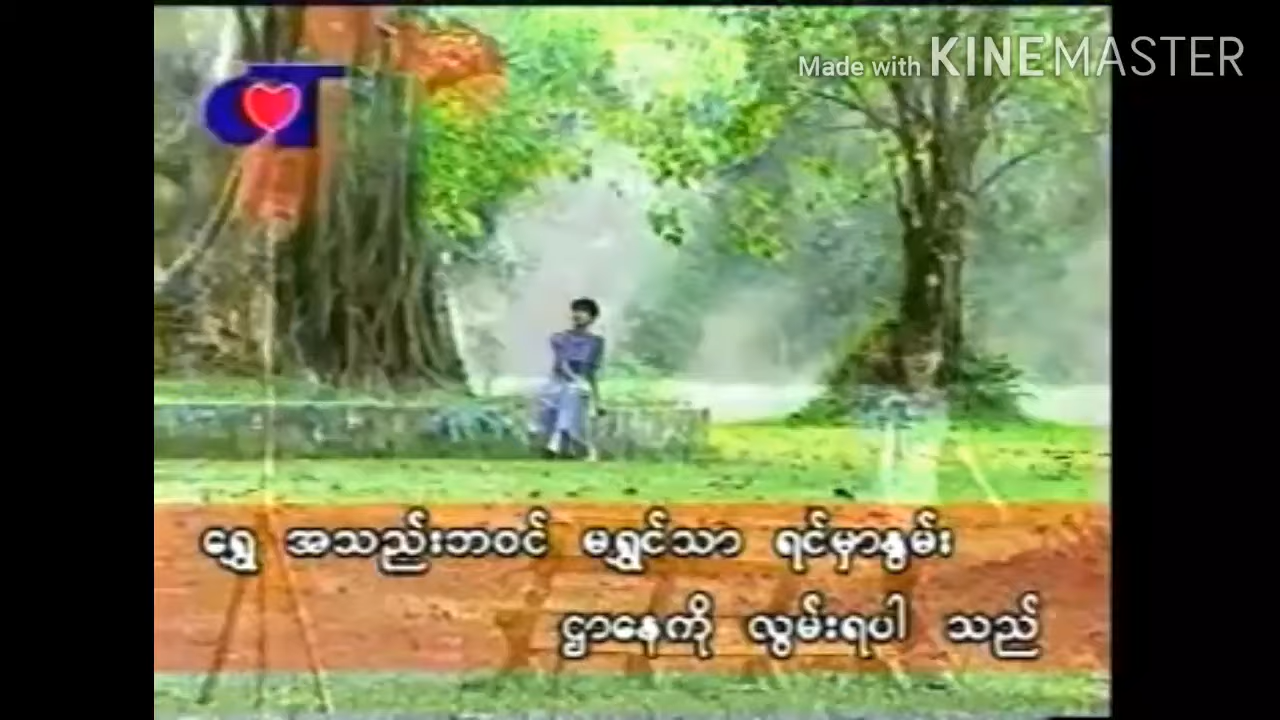 Made with KINEMASTER
ရွှေ အသည်းဘဝင် မရွှင်သာ ရင်မှာနွမ်း
ဌာနေကို လွမ်းရပါ သည်